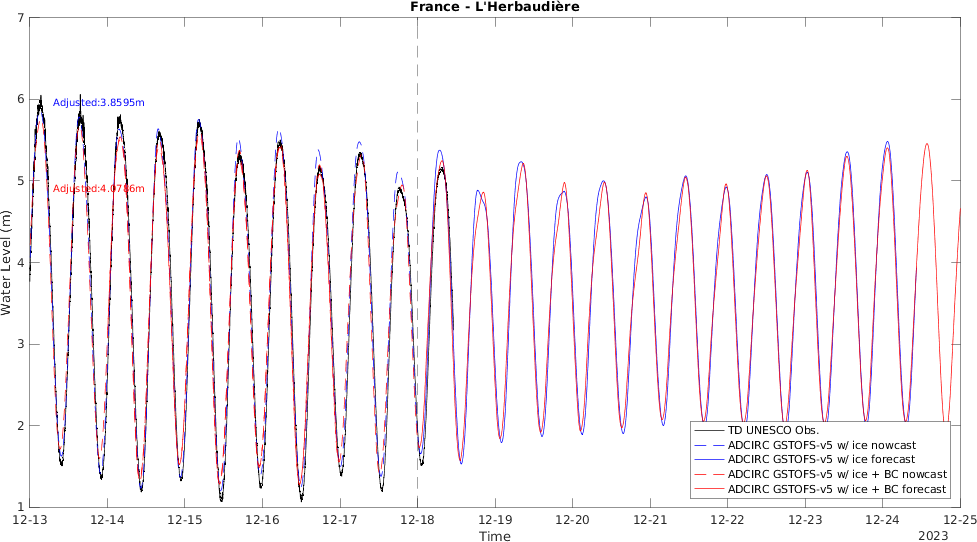 France - L'Herbaudière
7
6
5
4
3
2
1
Water Level (m)
Adjusted:3.8595m
Adjusted:4.0786m
TD UNESCO Obs.
ADCIRC GSTOFS-v5 w/ ice nowcast
ADCIRC GSTOFS-v5 w/ ice forecast
ADCIRC GSTOFS-v5 w/ ice + BC nowcast
ADCIRC GSTOFS-v5 w/ ice + BC forecast
12-13 12-14 12-15 12-16 12-17 12-18 12-19 12-20 12-21 12-22 12-23 12-24 12-25
Time
2023